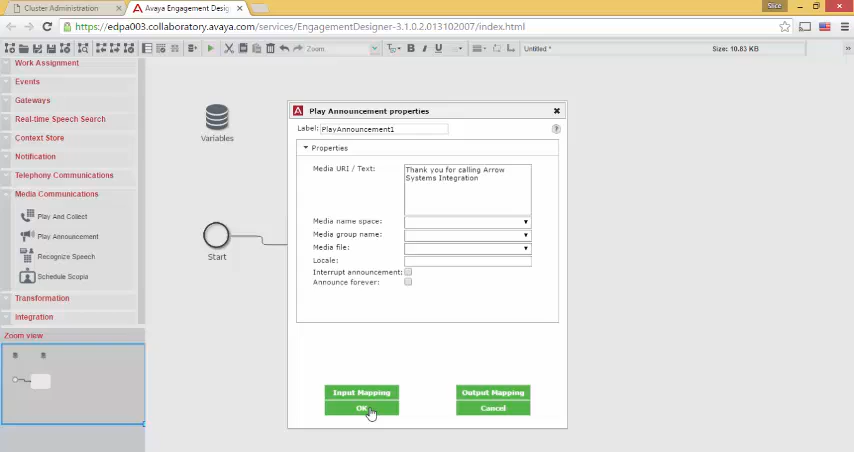 Cluster Administration
Avaya Engagement Desig
Slice
https://edpa003.collaboratory.avaya.com/services/EngagementDesigner-3.1.0.2.013102007/index.html
Zoom
B I U
Untitled *
Size: 10.83 KB
Work Assignment
Events
Gateways
Real-time Speech Search
Context Store
Notification
Telephony Communications
Media Communications
Play And Collect
Play Announcement
Recognize Speech
Schedule Scopia
Transformation
Integration
Zoom view
Variables
Start
Play Announcement properties
Label: PlayAnnouncement1
Properties
Media URI / Text:
Thank you for calling Arrow
Systems Integration
Media name space:
Media group name:
Media file:
Locale:
Interrupt announcement:
Announce forever:
Input Mapping
Output Mapping
OK
Cancel